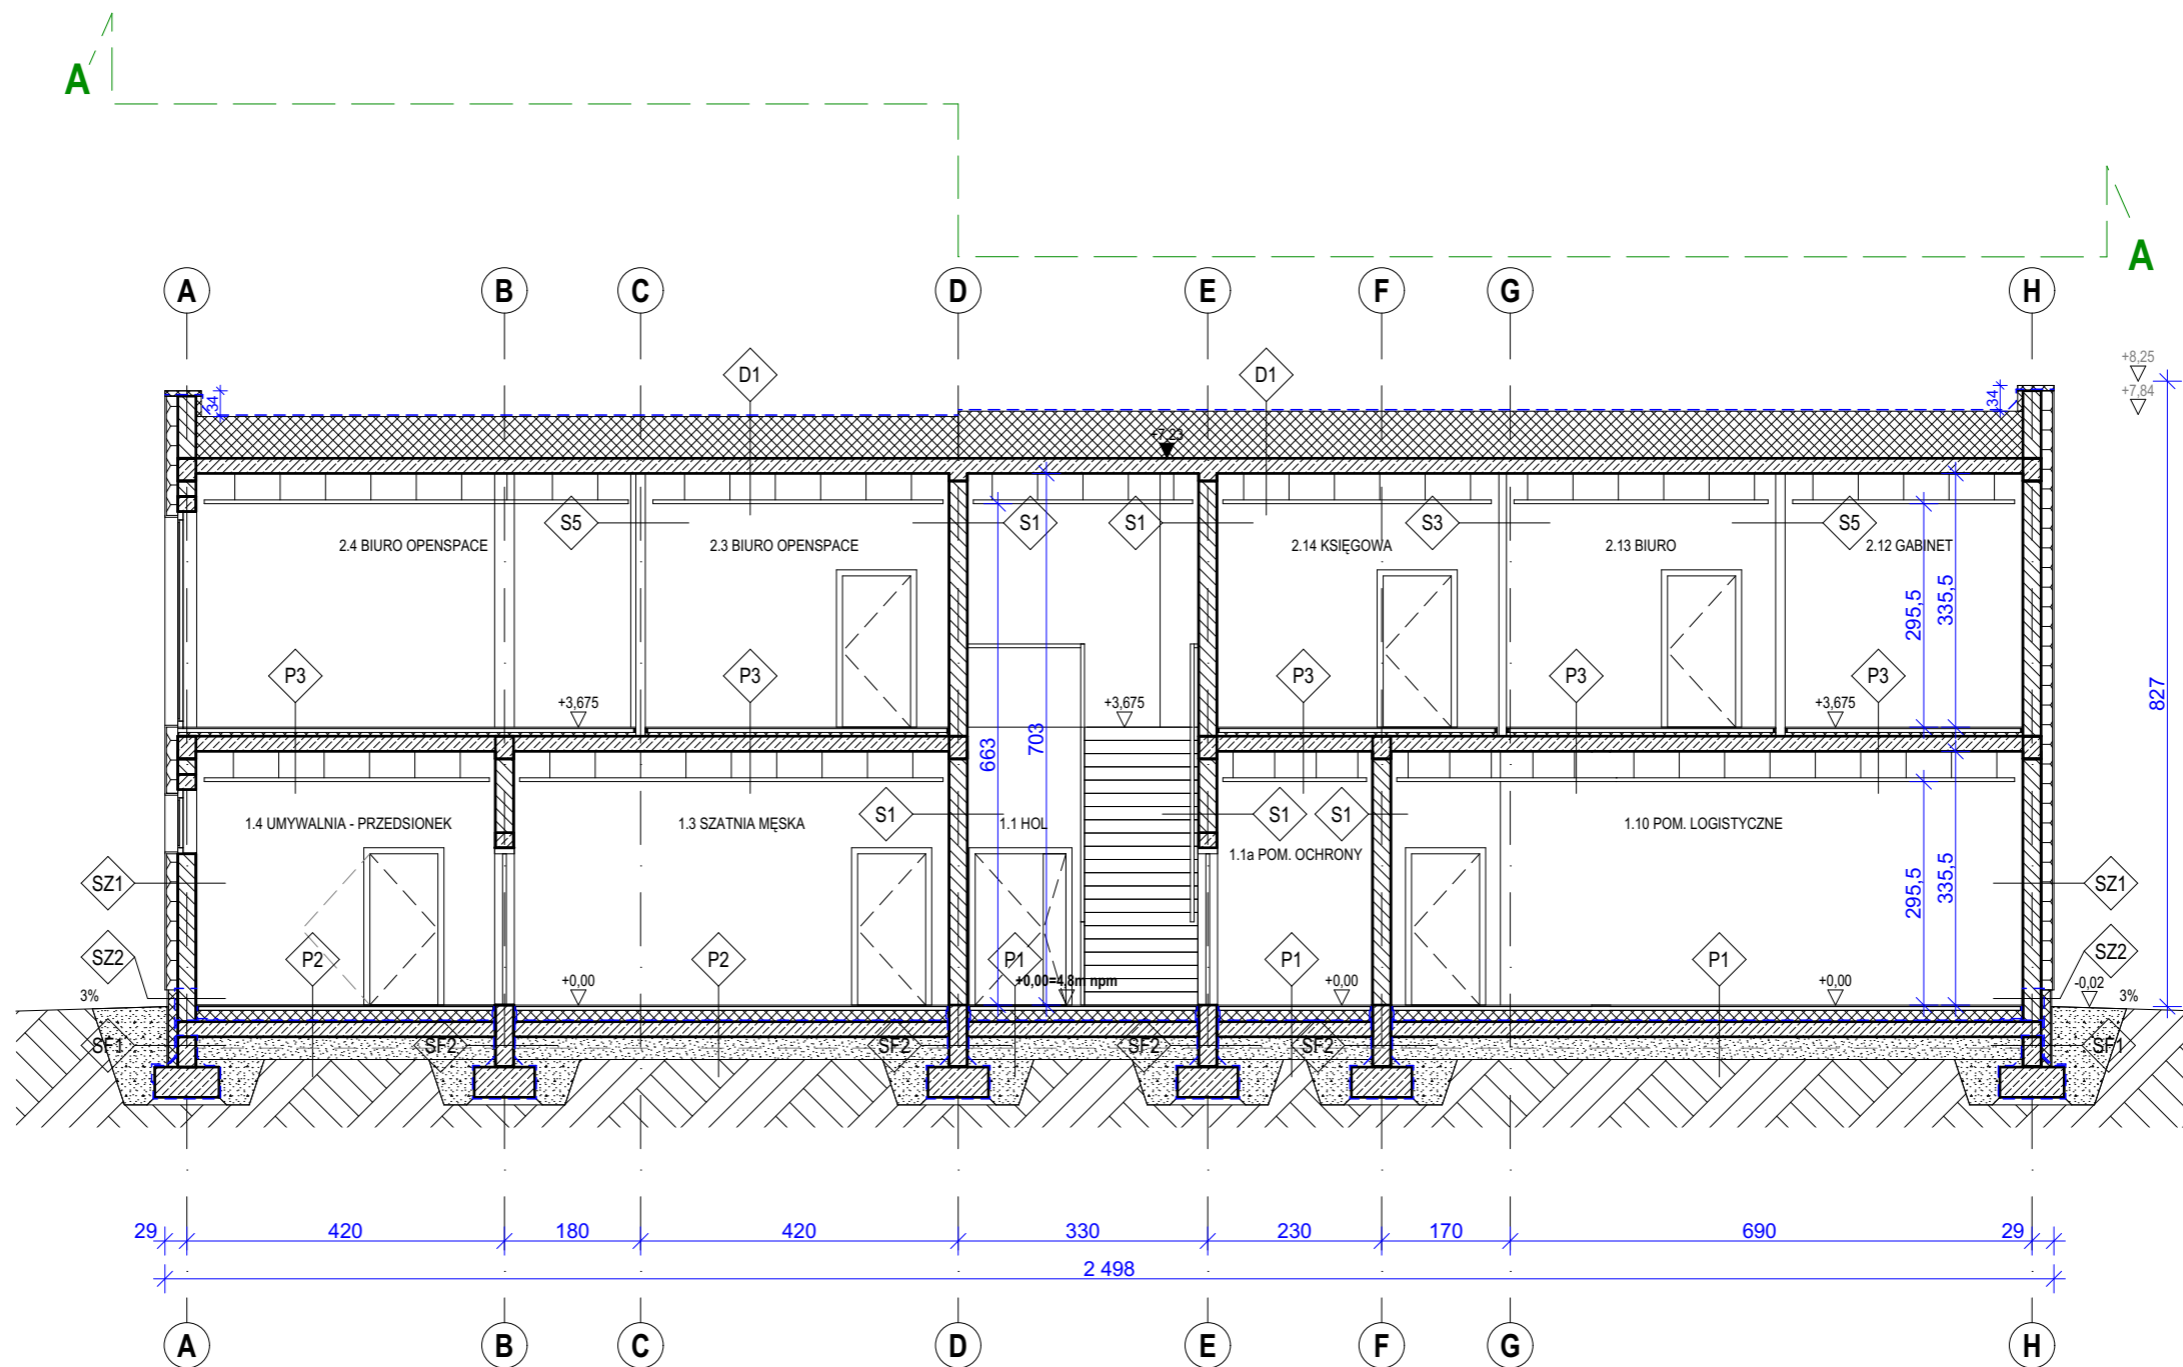 A
A
A B C D E F G H
D1 D1
+8,25
+7,84
34 34
+7,23
S5 S1 S1 S3 S5
2.4 BIURO OPENSPACE 2.3 BIURO OPENSPACE 2.14 KSIĘGOWA 2.13 BIURO 2.12 GABINET
295,5 335,5
P3 P3 P3 P3 P3
+3,675 +3,675 +3,675
827
663 703
S1 S1 S1
1.4 UMYWALNIA - PRZEDSIONEK 1.3 SZATNIA MĘSKA 1.1 HOL 1.10 POM. LOGISTYCZNE
1.1a POM. OCHRONY
SZ1 295,5 335,5 SZ1
SZ2 P2 P2 P1 P1 P1 SZ2
+0,00 +0,00=4,8m npm +0,00 +0,00 -0,02
3% 3%
SF1 SF2 SF2 SF2 SF2 SF1
29 420 180 420 330 230 170 690 29
2 498
A B C D E F G H